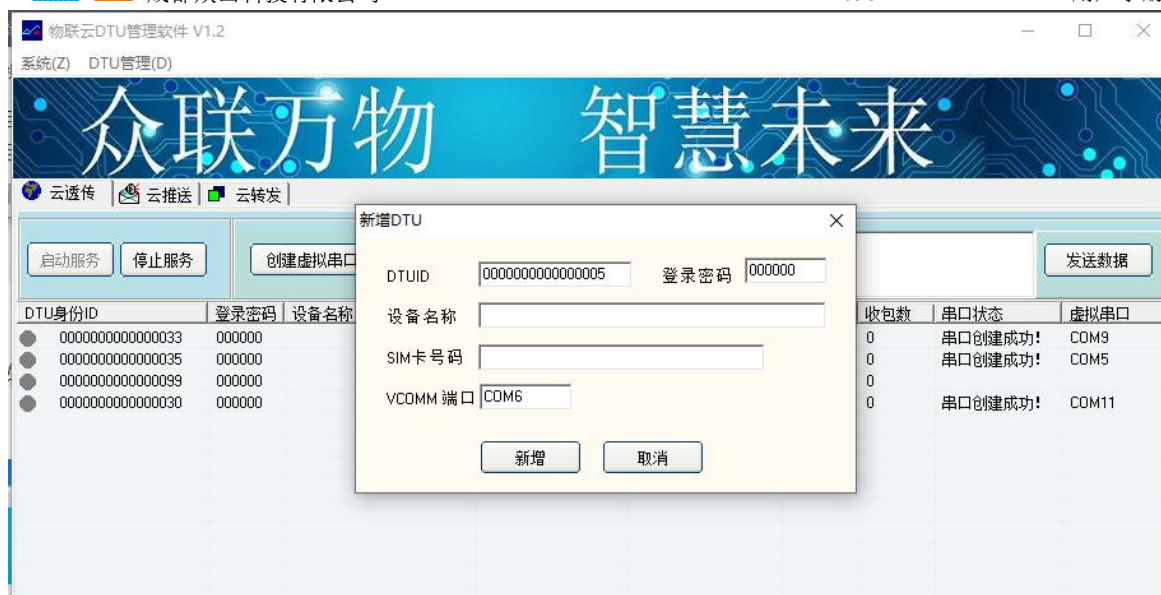 物联云DTU管理软件 V1.2
系统(Z) DTU管理(D)
众联万物 智慧未来
云透传 云推送 云转发
新增DTU
启动服务 停止服务 创建虚拟串口 发送数据
DTUID 0000000000000005 登录密码 000000
设备名称
SIM卡号码
VCOMM 端口 COM6
新增 取消
DTU身份ID 登录密码 设备名称 收包数 串口状态 虚拟串口
0000000000000033 000000 0 串口创建成功! COM9
0000000000000035 000000 0 串口创建成功! COM5
0000000000000099 000000 0
0000000000000030 000000 0 串口创建成功! COM11